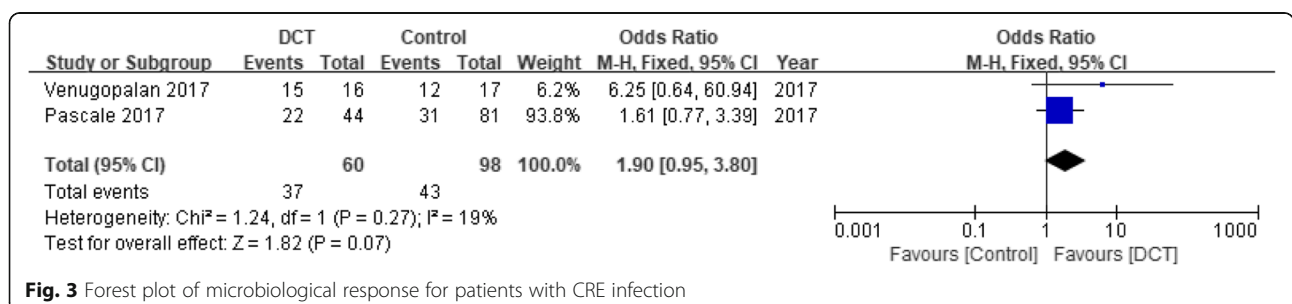 DCT Control Odds Ratio Odds Ratio
Study or Subgroup Events Total Events Total Weight M-H, Fixed, 95% CI Year M-H, Fixed, 95% CI
Venugopalan 2017 15 16 12 17 6.2% 6.25 [0.64, 60.94] 2017
Pascale 2017 22 44 31 81 93.8% 1.61 [0.77, 3.39] 2017
Total (95% CI) 60 98 100.0% 1.90 [0.95, 3.80]
Total events 37 43
Heterogeneity: Chi² = 1.24, df = 1 (P = 0.27); I² = 19%
Test for overall effect: Z = 1.82 (P = 0.07)
0.001 0.1 1 10 1000
Favours [Control] Favours [DCT]
Fig. 3 Forest plot of microbiological response for patients with CRE infection